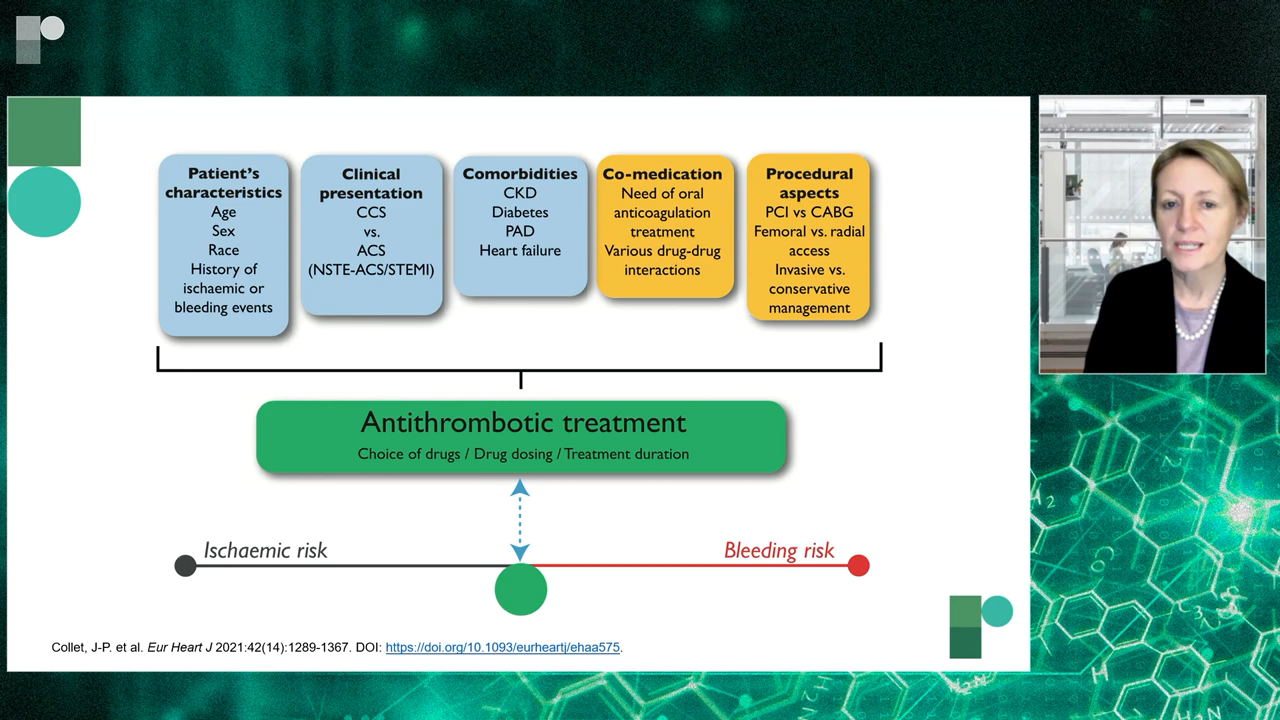 Patient's
characteristics
Age
Sex
Race
History of
ischaemic or
bleeding events
Clinical
presentation
CCS
vs.
ACS
(NSTE-ACS/STEMI)
Comorbidities
CKD
Diabetes
PAD
Heart failure
Co-medication
Need of oral
anticoagulation
treatment
Various drug-drug
interactions
Procedural
aspects
PCI vs CABG
Femoral vs. radial
access
Invasive vs.
conservative
management
Antithrombotic treatment
Choice of drugs / Drug dosing / Treatment duration
Ischaemic risk
Bleeding risk
Collet, J-P. et al. Eur Heart J 2021:42(14):1289-1367. DOI: https://doi.org/10.1093/eurheartj/ehaa575.